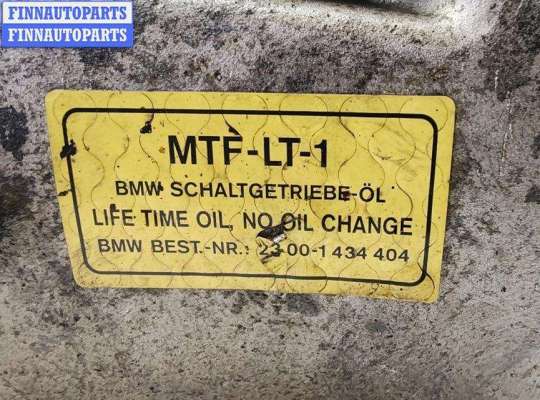 FINNAUTOPARTS
FINNAUTOPARTS
MTF-LT-1
BMW SCHALTGETRIEBE-ÖL
LIFE TIME OIL, NO OIL CHANGE
BMW BEST.-NR.: 23 00-1 434 404